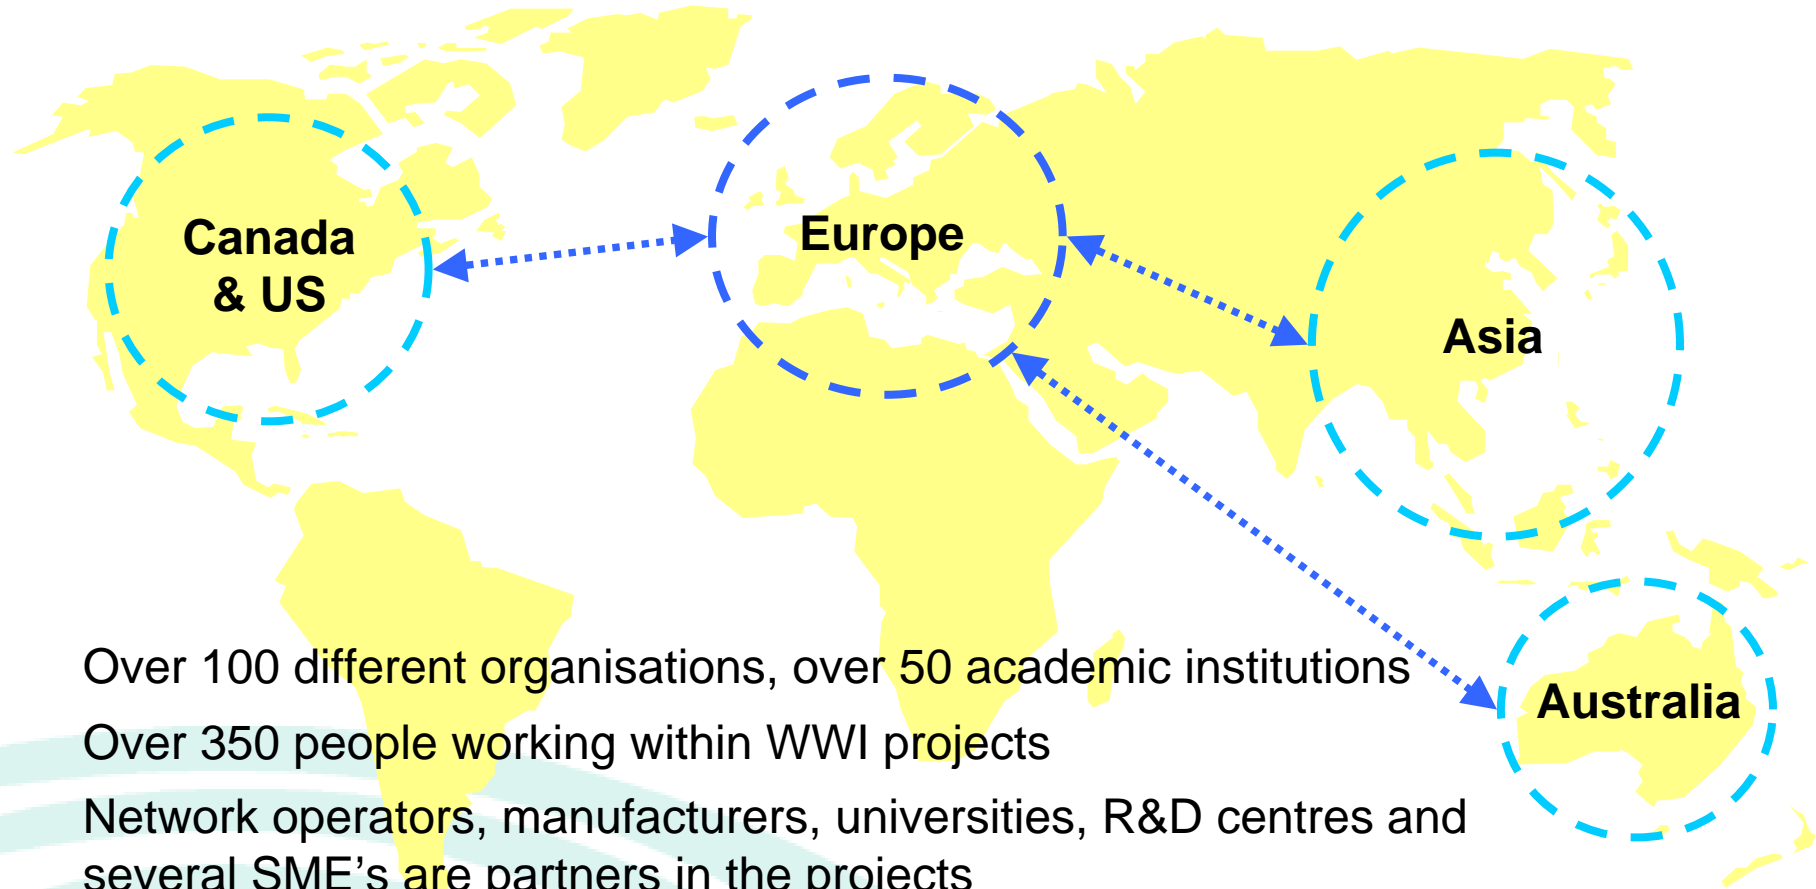 Canada
& US
Europe
Asia
Australia
Over 100 different organisations, over 50 academic institutions
Over 350 people working within WWI projects
Network operators, manufacturers, universities, R&D centres and
several SME’s are partners in the projects